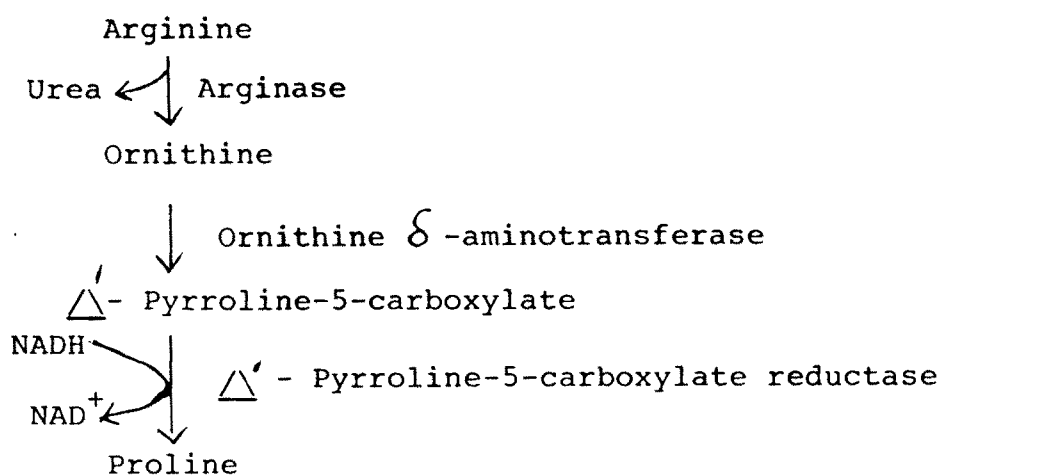 Arginine
Urea Arginase
Ornithine
Ornithine δ -aminotransferase
Δ' - Pyrroline-5-carboxylate
NADH
Δ' - Pyrroline-5-carboxylate reductase
NAD+
Proline